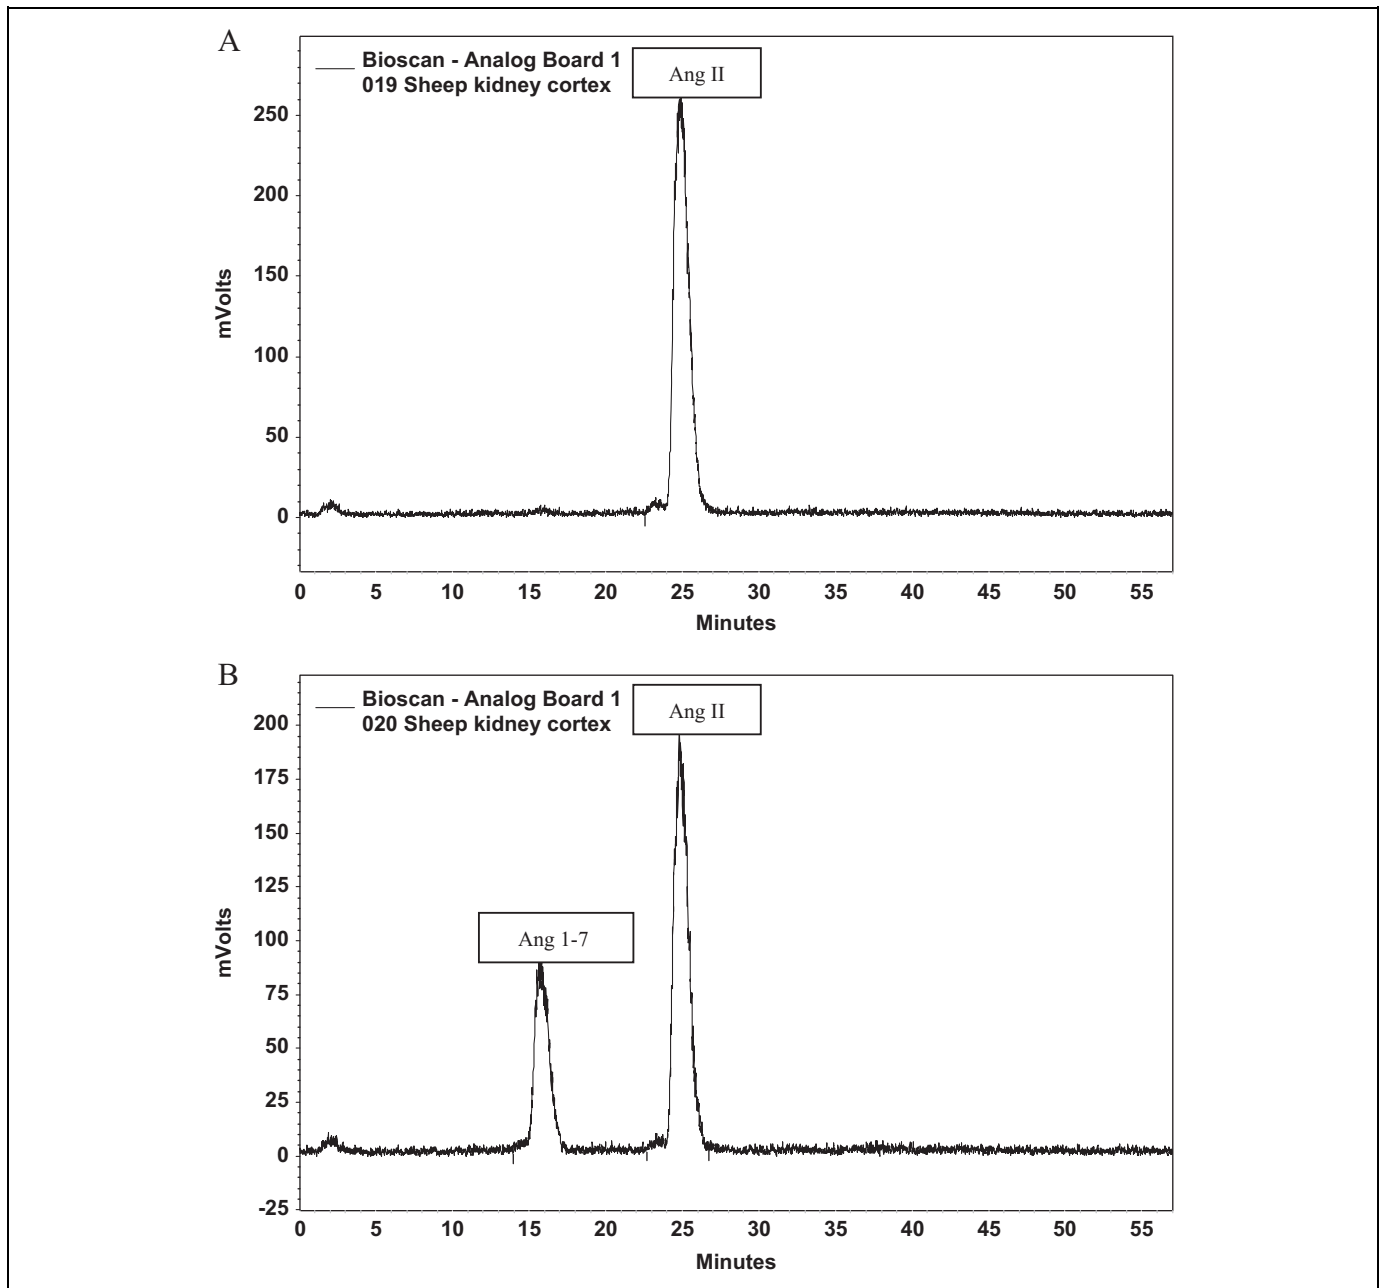 A
Bioscan - Analog Board 1
019 Sheep kidney cortex
Ang II
250
200
150
100
50
0
mVolts
0 5 10 15 20 25 30 35 40 45 50 55
Minutes
B
Bioscan - Analog Board 1
020 Sheep kidney cortex
Ang II
200
175
150
125
100
75
50
25
0
-25
Ang 1-7
mVolts
0 5 10 15 20 25 30 35 40 45 50 55
Minutes